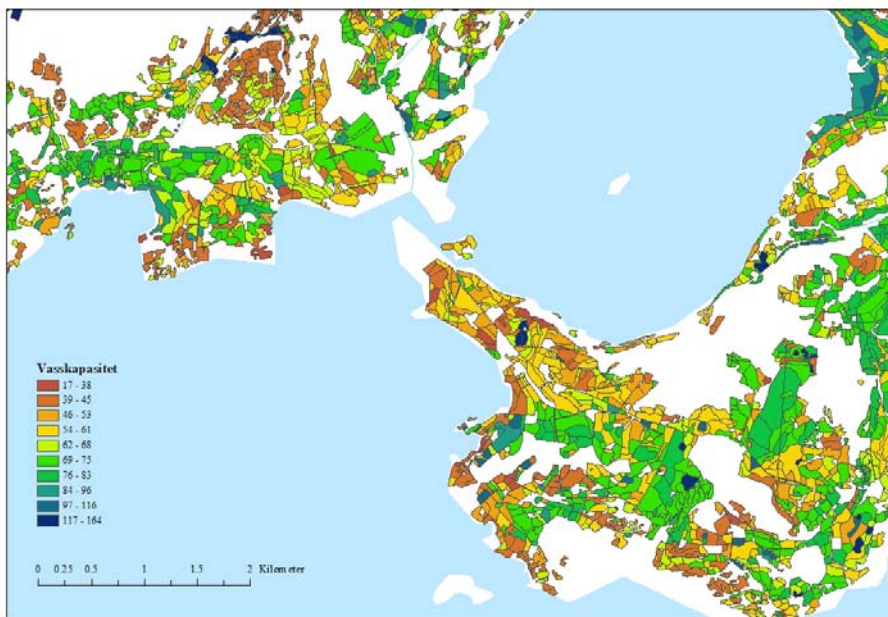 Vasskapasitet
17 - 38
39 - 45
46 - 53
54 - 61
62 - 68
69 - 75
76 - 83
84 - 96
97 - 116
117 - 164
0 0.25 0.5 1 1.5 2 Kilometer